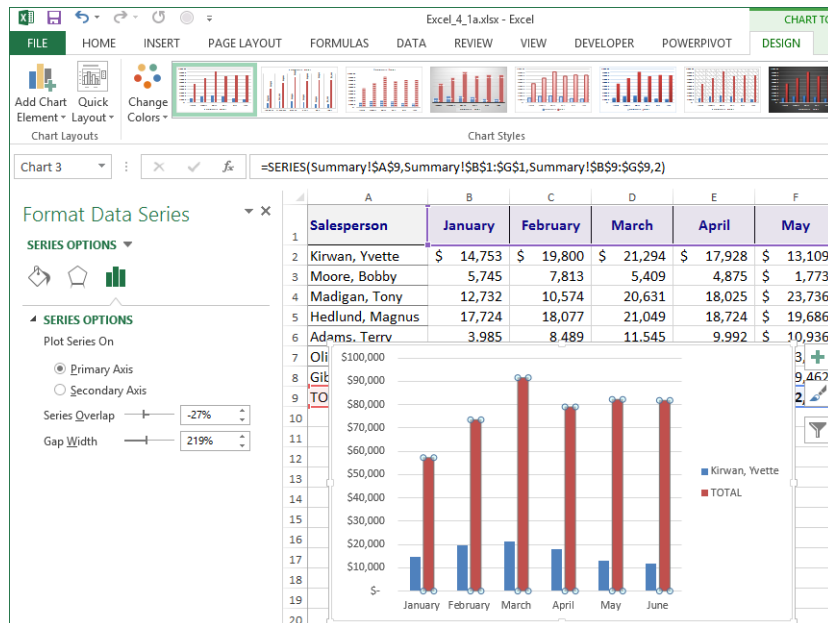 Excel_4_1a.xlsx - Excel
CHART TO
FILE HOME INSERT PAGE LAYOUT FORMULAS DATA REVIEW VIEW DEVELOPER POWERPIVOT DESIGN
Add Chart Quick Change
Element Layout Colors
Chart Layouts Chart Styles
Chart 3 fx =SERIES(Summary!$A$9,Summary!$B$1:$G$1,Summary!$B$9:$G$9,2)
Format Data Series
SERIES OPTIONS
SERIES OPTIONS
Plot Series On
Primary Axis
Secondary Axis
Series Overlap -27%
Gap Width 219%
A B C D E F
1 Salesperson January February March April May
2 Kirwan, Yvette $ 14,753 $ 19,800 $ 21,294 $ 17,928 $ 13,109
3 Moore, Bobby 5,745 7,813 5,409 4,875 $ 1,773
4 Madigan, Tony 12,732 10,574 20,631 18,025 $ 23,736
5 Hedlund, Magnus 17,724 18,077 21,049 18,724 $ 19,686
6 Adams, Terry 3,985 8,489 11,545 9,992 $ 10,936
7 Oli 3,
8 Gib 9,462
9 TO 2,
10
11
12
13
14
15
16
17
18
19
20
$100,000
$90,000
$80,000
$70,000
$60,000
$50,000
$40,000
$30,000
$20,000
$10,000
$-
January February March April May June
Kirwan, Yvette
TOTAL